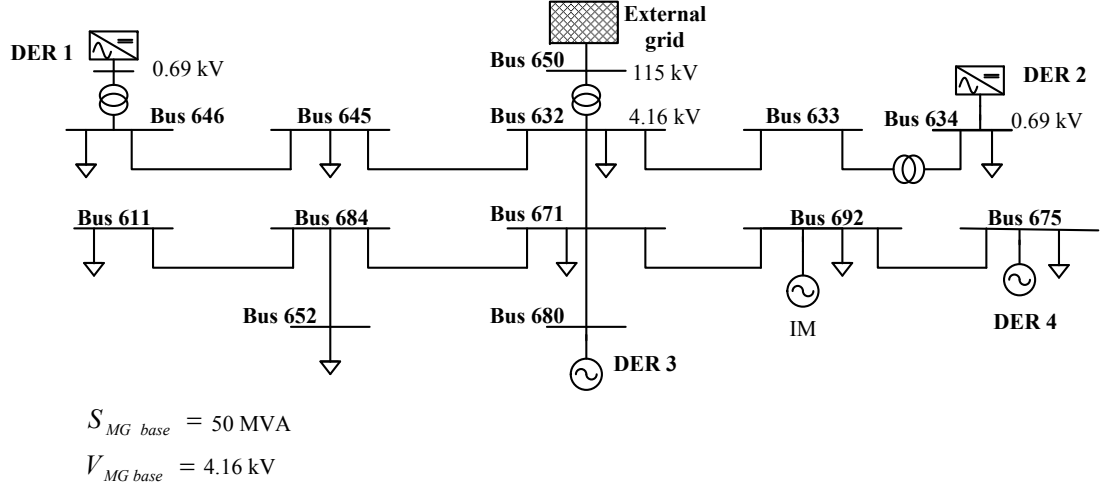 External
grid
DER 1
Bus 650
0.69 kV
115 kV
DER 2
Bus 646
Bus 645
Bus 632
4.16 kV
Bus 633
Bus 634
0.69 kV
Bus 611
Bus 684
Bus 671
Bus 692
Bus 675
Bus 652
Bus 680
IM
DER 4
DER 3
S MG base = 50 MVA
V MG base = 4.16 kV